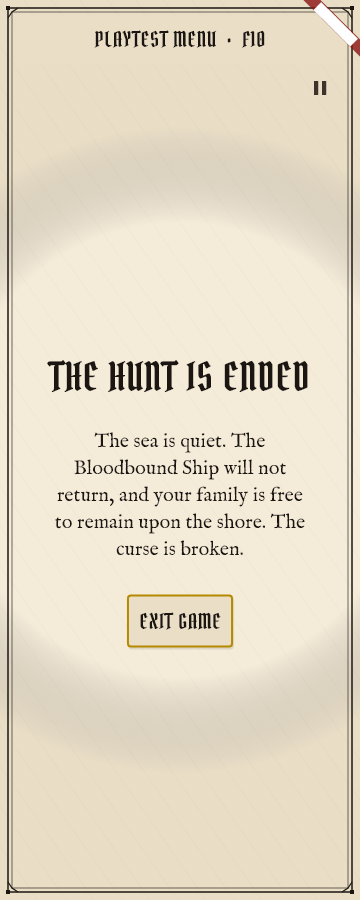 PLAYTEST MENU · F10
THE HUNT IS ENDED
The sea is quiet. The
Bloodbound Ship will not
return, and your family is free
to remain upon the shore. The
curse is broken.
EXIT GAME